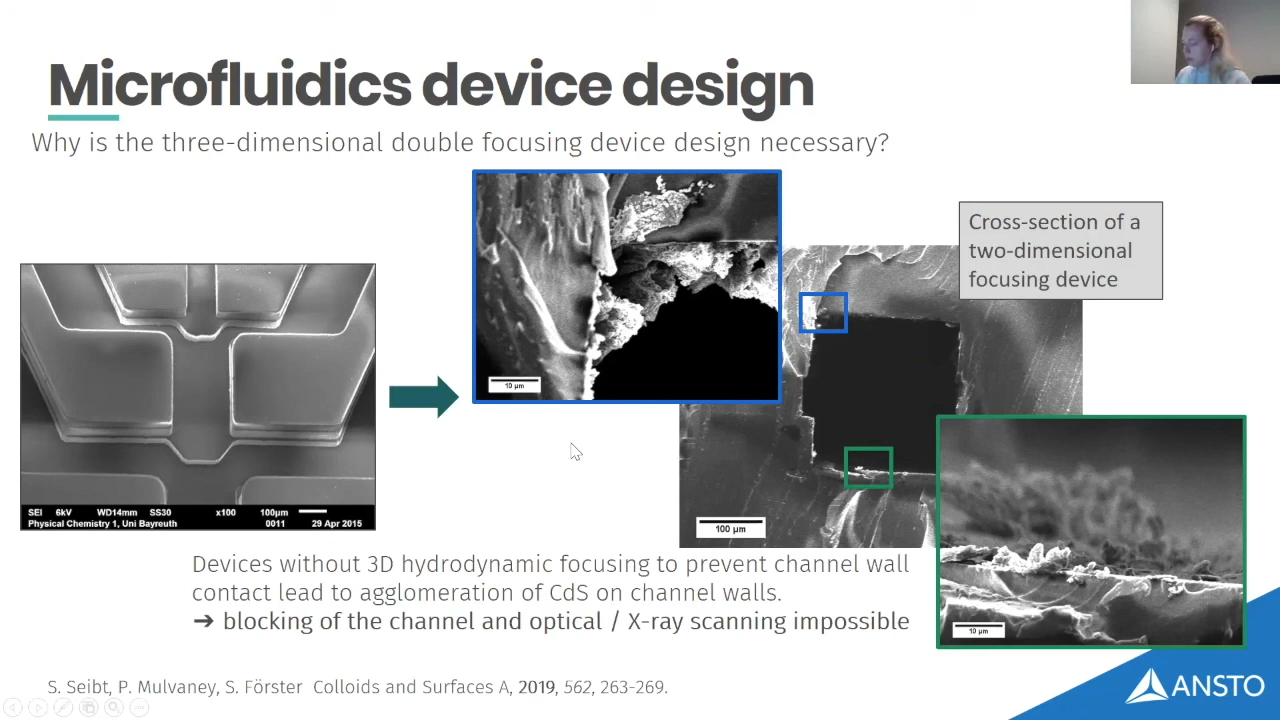 Microfluidics device design
Why is the three-dimensional double focusing device design necessary?
Cross-section of a
two-dimensional
focusing device
10 µm
SEI 6kV WD14mm SS30 x100 100µm
Physical Chemistry 1, Uni Bayreuth 0011 29 Apr 2015
100 µm
10 µm
Devices without 3D hydrodynamic focusing to prevent channel wall
contact lead to agglomeration of CdS on channel walls.
➔ blocking of the channel and optical / X-ray scanning impossible
S. Seibt, P. Mulvaney, S. Förster Colloids and Surfaces A, 2019, 562, 263-269.
ANSTO